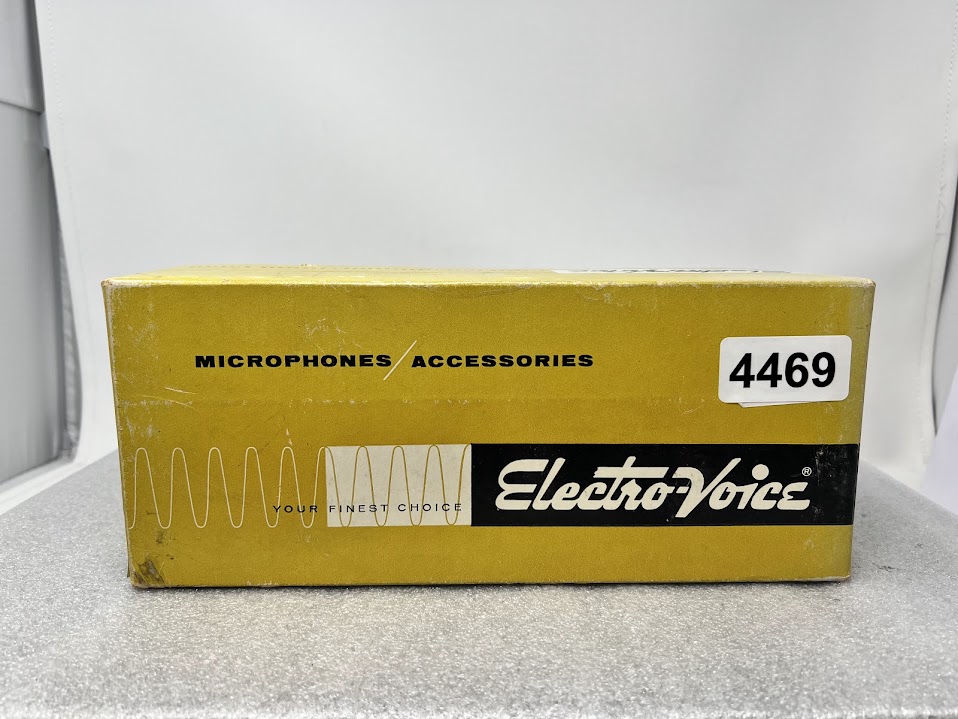 MICROPHONES/ACCESSORIES
4469
YOUR FINEST CHOICE
Electro-Voice®